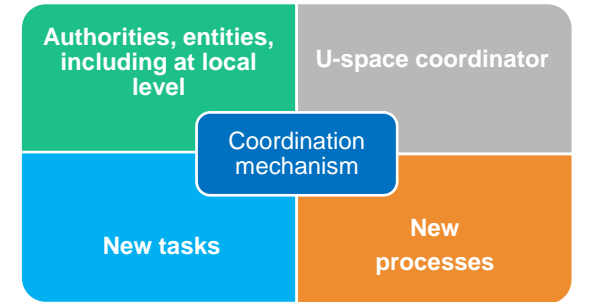 Authorities, entities,
including at local
level
U-space coordinator
Coordination
mechanism
New tasks
New
processes